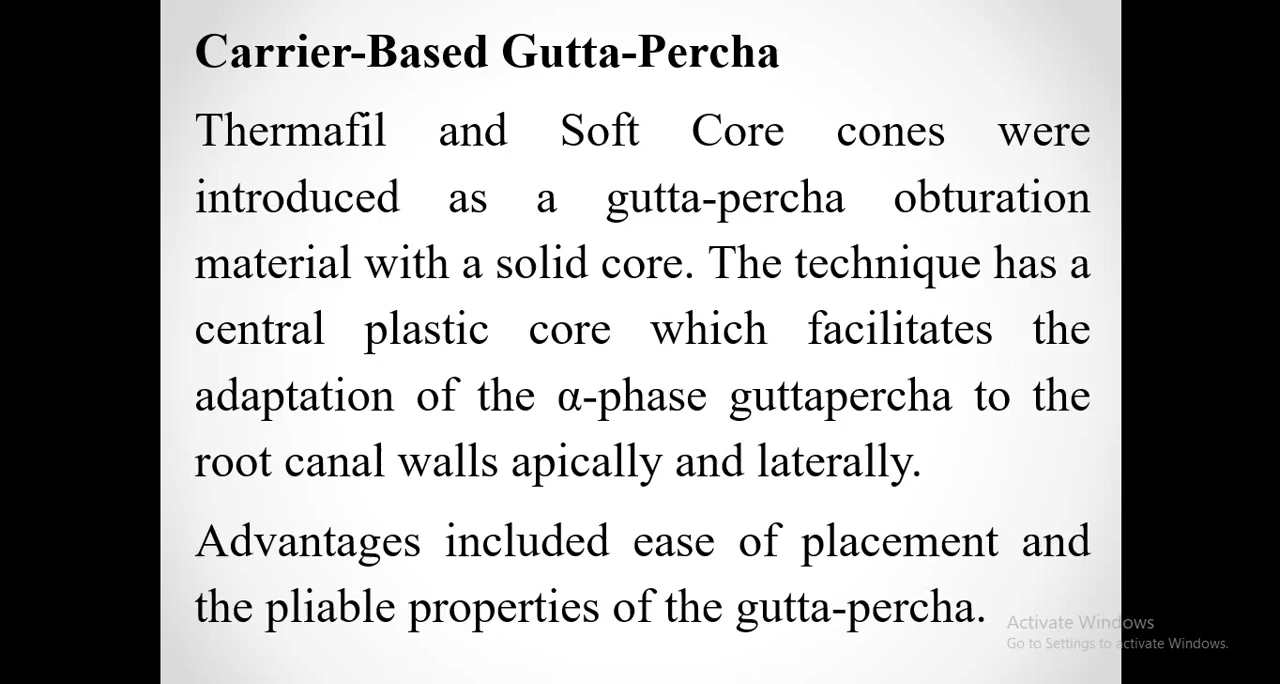 Carrier-Based Gutta-Percha
Thermafil and Soft Core cones were
introduced as a gutta-percha obturation
material with a solid core. The technique has a
central plastic core which facilitates the
adaptation of the α-phase guttapercha to the
root canal walls apically and laterally.
Advantages included ease of placement and
the pliable properties of the gutta-percha.
Activate Windows
Go to Settings to activate Windows.